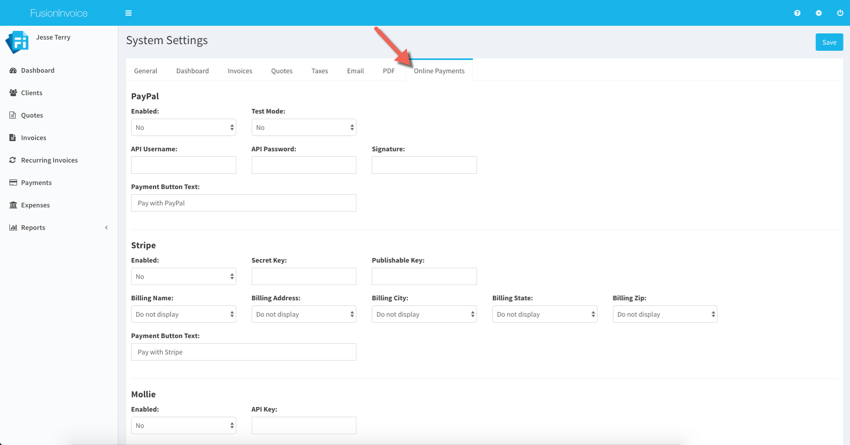 FusionInvoice
Jesse Terry
Fi
System Settings
Save
Dashboard
Clients
Quotes
Invoices
Recurring Invoices
Payments
Expenses
Reports
General Dashboard Invoices Quotes Taxes Email PDF Online Payments
PayPal
Enabled: Test Mode:
No No
API Username: API Password: Signature:
Payment Button Text:
Pay with PayPal
Stripe
Enabled: Secret Key: Publishable Key:
No
Billing Name: Billing Address: Billing City: Billing State: Billing Zip:
Do not display Do not display Do not display Do not display Do not display
Payment Button Text:
Pay with Stripe
Mollie
Enabled: API Key:
No